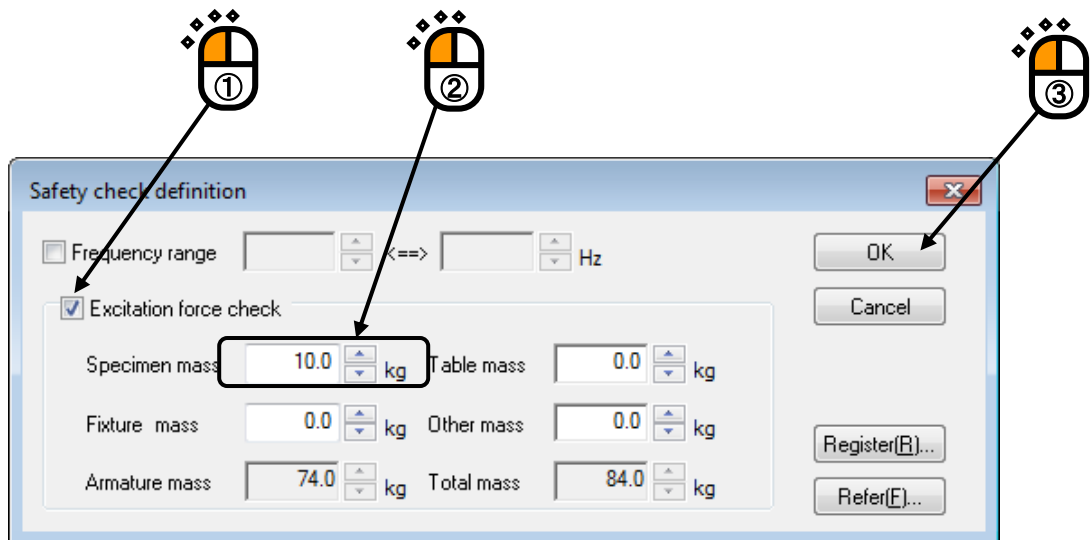 ① ② ③
Safety check definition
Frequency range <==> Hz OK
Excitation force check Cancel
Specimen mass 10.0 kg Table mass 0.0 kg
Fixture mass 0.0 kg Other mass 0.0 kg
Register(R)...
Armature mass 74.0 kg Total mass 84.0 kg
Refer(F)...